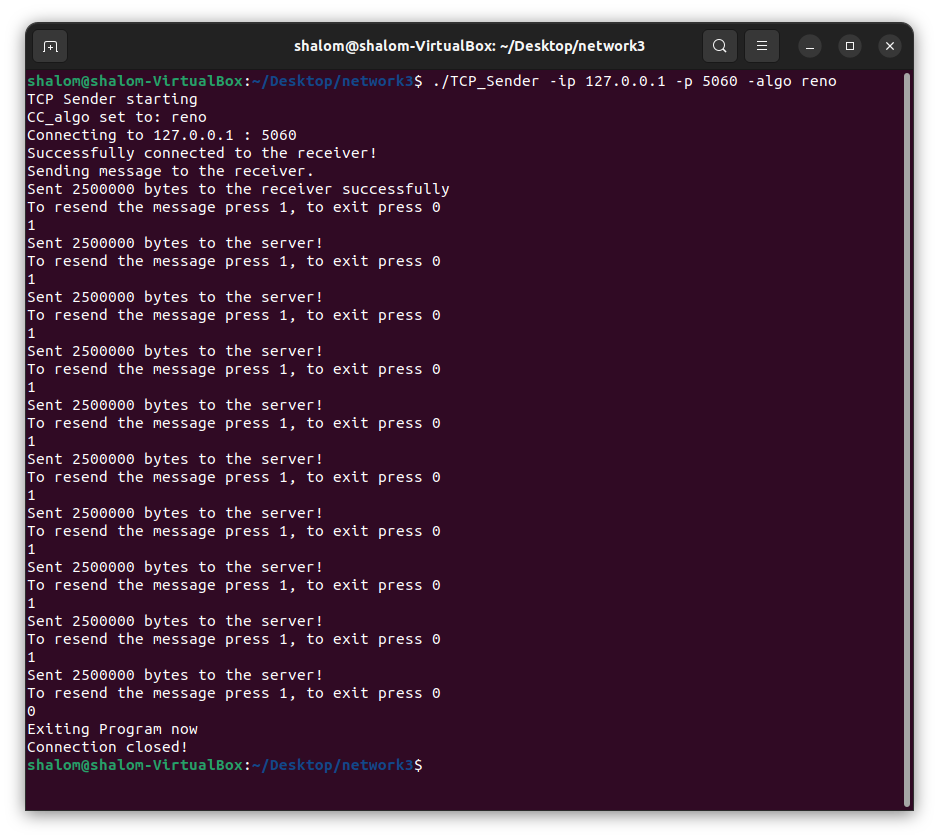 shalom@shalom-VirtualBox: ~/Desktop/network3
shalom@shalom-VirtualBox:~/Desktop/network3$ ./TCP_Sender -ip 127.0.0.1 -p 5060 -algo reno
TCP Sender starting
CC_algo set to: reno
Connecting to 127.0.0.1 : 5060
Successfully connected to the receiver!
Sending message to the receiver.
Sent 2500000 bytes to the receiver successfully
To resend the message press 1, to exit press 0
1
Sent 2500000 bytes to the server!
To resend the message press 1, to exit press 0
1
Sent 2500000 bytes to the server!
To resend the message press 1, to exit press 0
1
Sent 2500000 bytes to the server!
To resend the message press 1, to exit press 0
1
Sent 2500000 bytes to the server!
To resend the message press 1, to exit press 0
1
Sent 2500000 bytes to the server!
To resend the message press 1, to exit press 0
1
Sent 2500000 bytes to the server!
To resend the message press 1, to exit press 0
1
Sent 2500000 bytes to the server!
To resend the message press 1, to exit press 0
1
Sent 2500000 bytes to the server!
To resend the message press 1, to exit press 0
1
Sent 2500000 bytes to the server!
To resend the message press 1, to exit press 0
0
Exiting Program now
Connection closed!
shalom@shalom-VirtualBox:~/Desktop/network3$